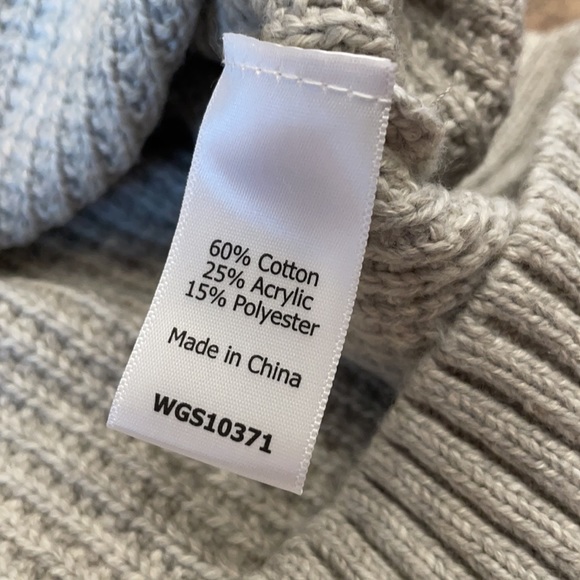 60% Cotton
25% Acrylic
15% Polyester
Made in China
WGS10371